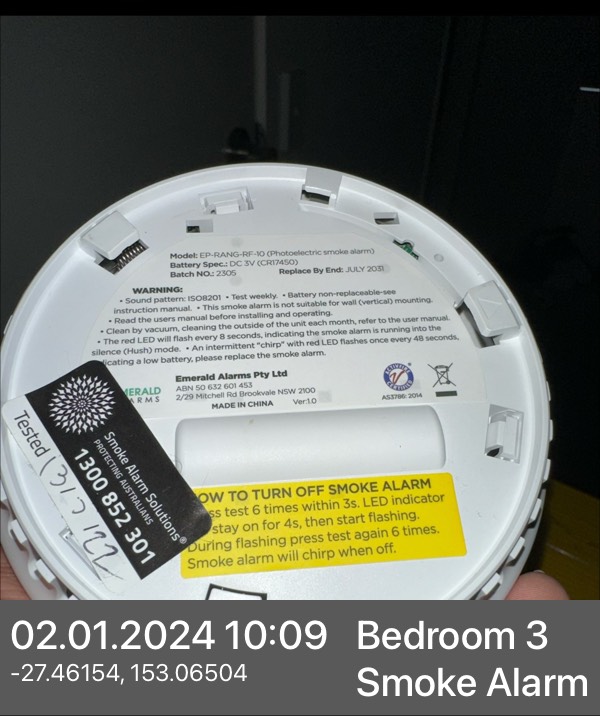 Model: EP-RANG-RF-10 (Photoelectric smoke alarm)
Battery Spec.: DC 3V (CR17450)
Batch NO.: 2305 Replace By End: JULY 2031
WARNING:
• Sound pattern: ISO8201 • Test weekly. • Battery non-replaceable-see
instruction manual. • This smoke alarm is not suitable for wall (vertical) mounting.
• Read the users manual before installing and operating.
• Clean by vacuum, cleaning the outside of the unit each month, refer to the user manual.
• The red LED will flash every 8 seconds, indicating the smoke alarm is running into the
silence (Hush) mode. • An intermittent "chirp" with red LED flashes once every 48 seconds,
dicating a low battery, please replace the smoke alarm.
Emerald Alarms Pty Ltd
ABN 50 632 601 453
2/29 Mitchell Rd Brookvale NSW 2100
MADE IN CHINA Ver:1.0
MERALD
ARMS
ACTIVFIRE
AS3786: 2014
Smoke Alarm Solutions®
PROTECTING AUSTRALIANS
1300 852 301
Tested
OW TO TURN OFF SMOKE ALARM
ss test 6 times within 3s. LED indicator
stay on for 4s, then start flashing.
During flashing press test again 6 times.
Smoke alarm will chirp when off.
02.01.2024 10:09
-27.46154, 153.06504
Bedroom 3
Smoke Alarm